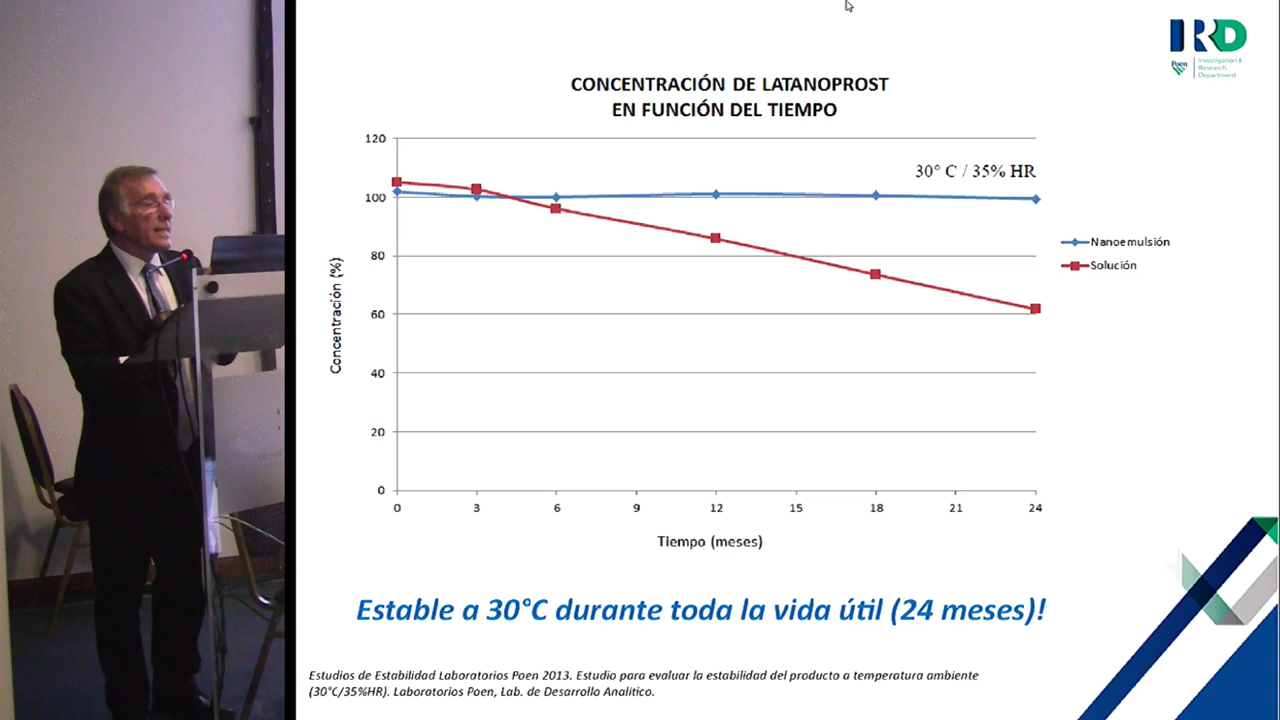 IRD
Poen
Investigation &
Research
Department
CONCENTRACIÓN DE LATANOPROST
EN FUNCIÓN DEL TIEMPO
120
100
80
60
40
20
0
Concentración (%)
30° C / 35% HR
Nanoemulsión
Solución
0 3 6 9 12 15 18 21 24
Tiempo (meses)
Estable a 30°C durante toda la vida útil (24 meses)!
Estudios de Estabilidad Laboratorios Poen 2013. Estudio para evaluar la estabilidad del producto a temperatura ambiente
(30°C/35%HR). Laboratorios Poen, Lab. de Desarrollo Analítico.